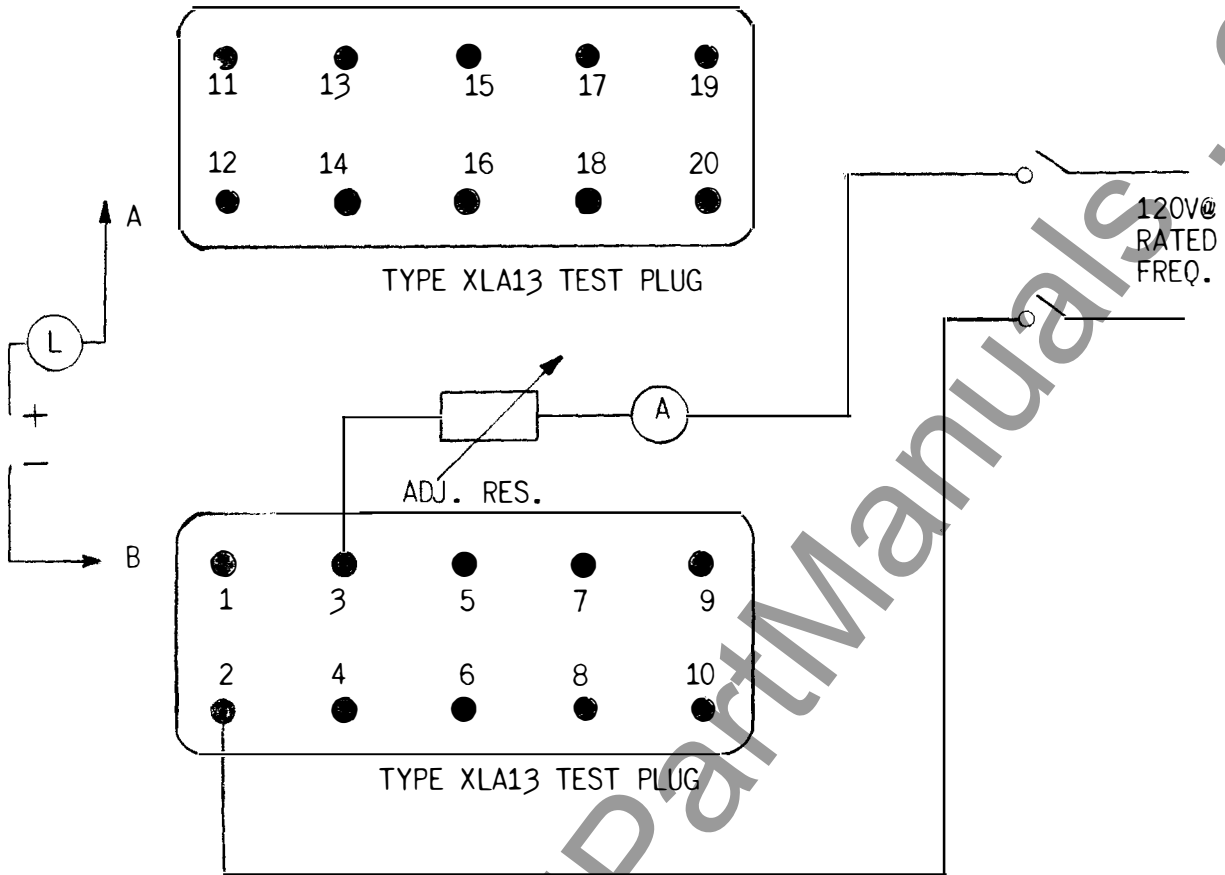 11 13 15 17 19
12 14 16 18 20
A
120V@
RATED
FREQ.
TYPE XLA13 TEST PLUG
L
+
A
−
ADJ. RES.
B
1 3 5 7 9
2 4 6 8 10
TYPE XLA13 TEST PLUG
PartManuals